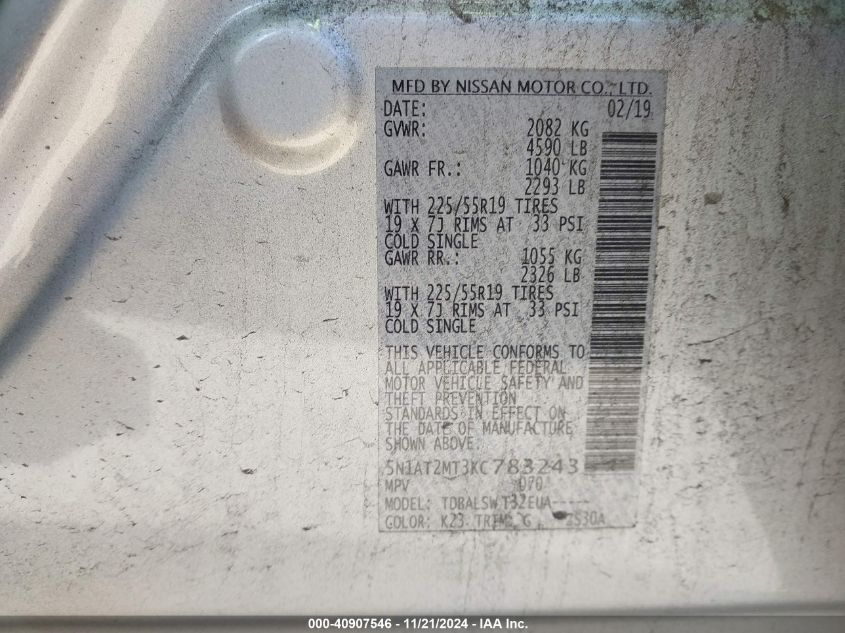 MFD BY NISSAN MOTOR CO., LTD.
DATE: 02/19
GVWR: 2082 KG
4590 LB
GAWR FR.: 1040 KG
2293 LB
WITH 225/55R19 TIRES
19 X 7J RIMS AT 33 PSI
COLD SINGLE
GAWR RR.: 1055 KG
2326 LB
WITH 225/55R19 TIRES
19 X 7J RIMS AT 33 PSI
COLD SINGLE
THIS VEHICLE CONFORMS TO
ALL APPLICABLE FEDERAL
MOTOR VEHICLE SAFETY AND
THEFT PREVENTION
STANDARDS IN EFFECT ON
THE DATE OF MANUFACTURE
SHOWN ABOVE.
5N1AT2MT3KC783243
MPV 070
MODEL: TDBALSWT32EUA-----
COLOR: K23 TRIM: G
000-40907546 - 11/21/2024 - IAA Inc.